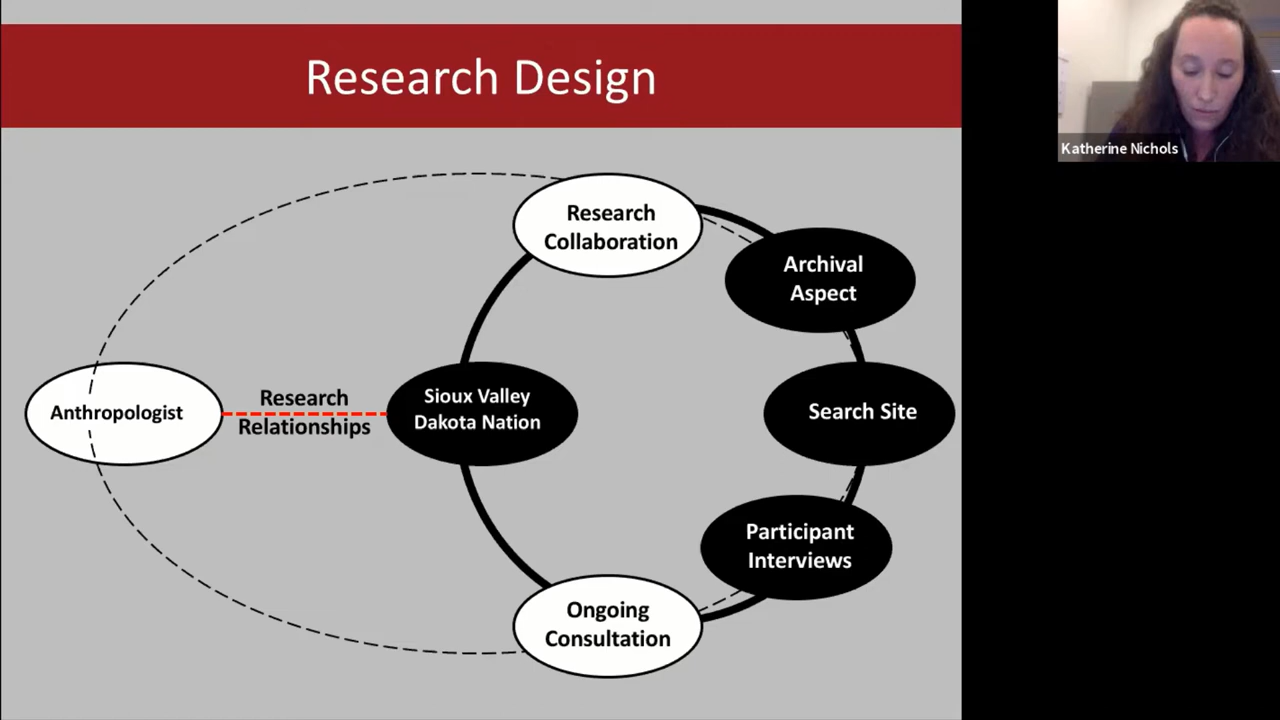 Research Design
Katherine Nichols
Research
Collaboration
Archival
Aspect
Anthropologist
Research
Relationships
Sioux Valley
Dakota Nation
Search Site
Participant
Interviews
Ongoing
Consultation